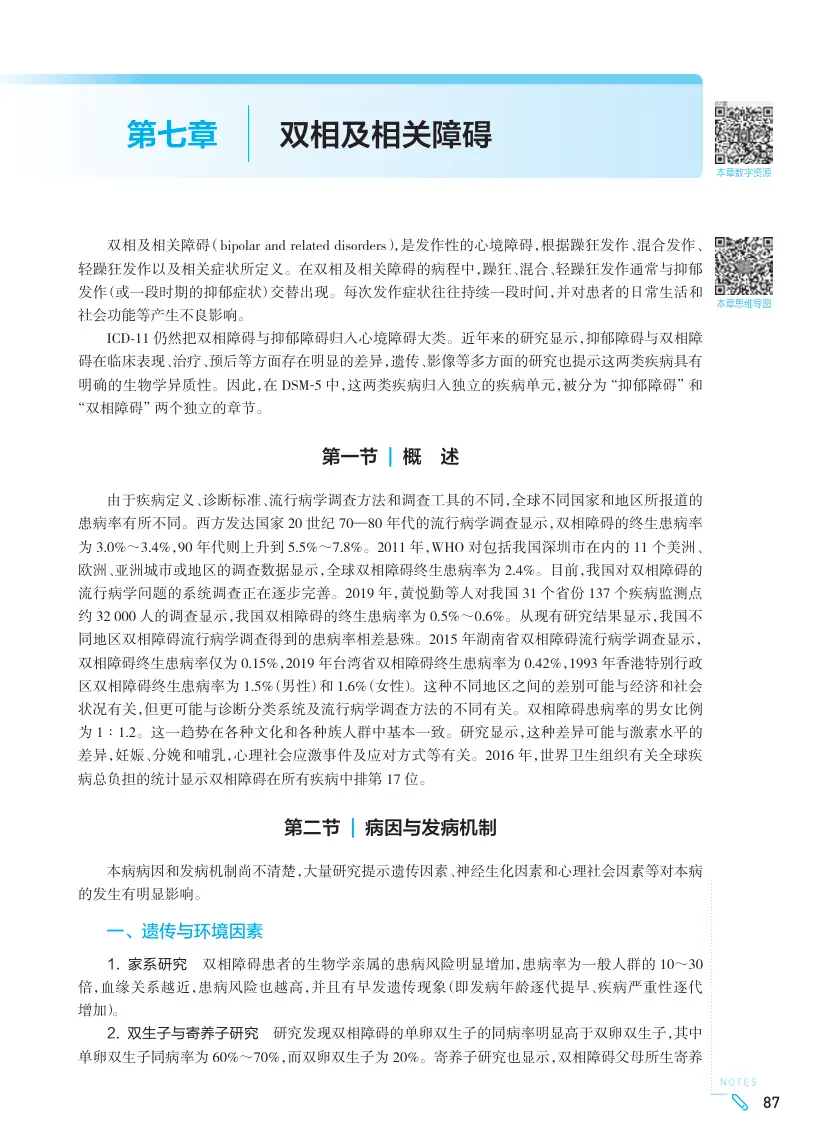 第七章 双相及相关障碍
07章
本章数字资源
双相及相关障碍（bipolar and related disorders），是发作性的心境障碍，根据躁狂发作、混合发作、
轻躁狂发作以及相关症状所定义。在双相及相关障碍的病程中，躁狂、混合、轻躁狂发作通常与抑郁
发作（或一段时期的抑郁症状）交替出现。每次发作症状往往持续一段时间，并对患者的日常生活和
社会功能等产生不良影响。
本章思维导图
ICD-11 仍然把双相障碍与抑郁障碍归入心境障碍大类。近年来的研究显示，抑郁障碍与双相障
碍在临床表现、治疗、预后等方面存在明显的差异，遗传、影像等多方面的研究也提示这两类疾病具有
明确的生物学异质性。因此，在 DSM-5 中，这两类疾病归入独立的疾病单元，被分为“抑郁障碍”和
“双相障碍”两个独立的章节。
第一节 | 概 述
由于疾病定义、诊断标准、流行病学调查方法和调查工具的不同，全球不同国家和地区所报道的
患病率有所不同。西方发达国家 20 世纪 70—80 年代的流行病学调查显示，双相障碍的终生患病率
为 3.0%～3.4%，90 年代则上升到 5.5%～7.8%。2011 年，WHO 对包括我国深圳市在内的 11 个美洲、
欧洲、亚洲城市或地区的调查数据显示，全球双相障碍终生患病率为 2.4%。目前，我国对双相障碍的
流行病学问题的系统调查正在逐步完善。2019 年，黄悦勤等人对我国 31 个省份 137 个疾病监测点
约 32 000 人的调查显示，我国双相障碍的终生患病率为 0.5%～0.6%。从现有研究结果显示，我国不
同地区双相障碍流行病学调查得到的患病率相差悬殊。2015 年湖南省双相障碍流行病学调查显示，
双相障碍终生患病率仅为 0.15%，2019 年台湾省双相障碍终生患病率为 0.42%，1993 年香港特别行政
区双相障碍终生患病率为 1.5%（男性）和 1.6%（女性）。这种不同地区之间的差别可能与经济和社会
状况有关，但更可能与诊断分类系统及流行病学调查方法的不同有关。双相障碍患病率的男女比例
为 1∶1.2。这一趋势在各种文化和各种族人群中基本一致。研究显示，这种差异可能与激素水平的
差异，妊娠、分娩和哺乳，心理社会应激事件及应对方式等有关。2016 年，世界卫生组织有关全球疾
病总负担的统计显示双相障碍在所有疾病中排第 17 位。
第二节 | 病因与发病机制
本病病因和发病机制尚不清楚，大量研究提示遗传因素、神经生化因素和心理社会因素等对本病
的发生有明显影响。
一、遗传与环境因素
1. 家系研究 双相障碍患者的生物学亲属的患病风险明显增加，患病率为一般人群的 10～30
倍，血缘关系越近，患病风险也越高，并且有早发遗传现象（即发病年龄逐代提早、疾病严重性逐代
增加）。
2. 双生子与寄养子研究 研究发现双相障碍的单卵双生子的同病率明显高于双卵双生子，其中
单卵双生子同病率为 60%～70%，而双卵双生子为 20%。寄养子研究也显示，双相障碍父母所生寄养
NOTES
87